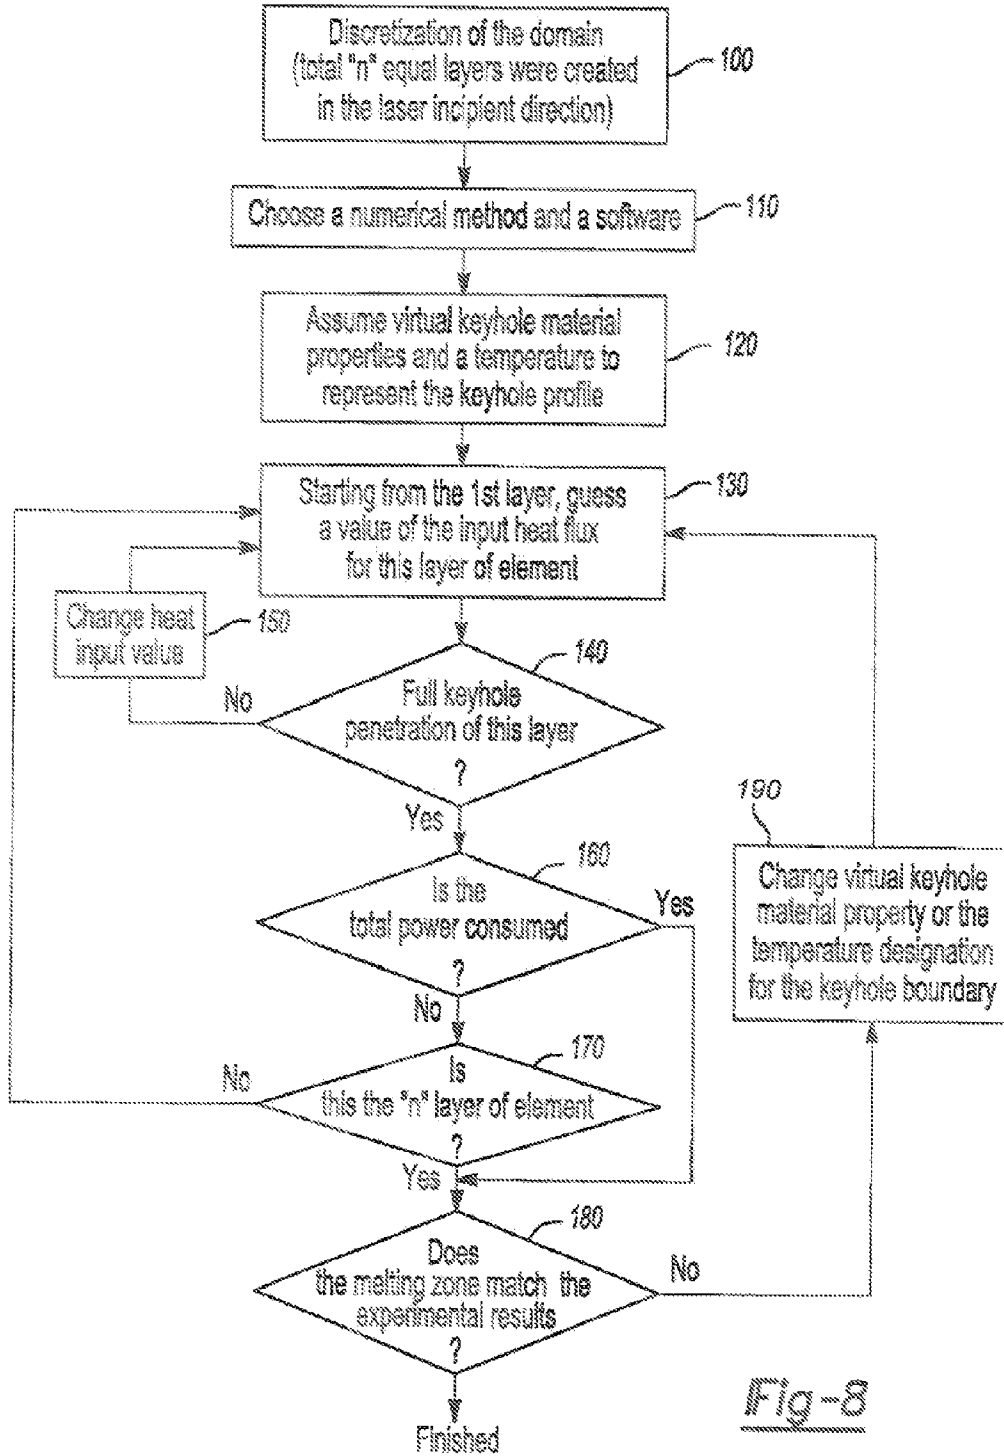 Discretization of the domain
(total "n" equal layers were created
in the laser incipient direction)
100
Choose a numerical method and a software
110
Assume virtual keyhole material
properties and a temperature to
represent the keyhole profile
120
Starting from the 1st layer, guess
a value of the input heat flux
for this layer of element
130
Change heat
input value
150
140
Full keyhole
penetration of this layer
?
No
Yes
160
Is the
total power consumed
?
Yes
No
190
Change virtual keyhole
material property or the
temperature designation
for the keyhole boundary
170
Is
this the "n" layer of element
?
No
Yes
180
Does
the melting zone match the
experimental results
?
No
Finished
Fig-8